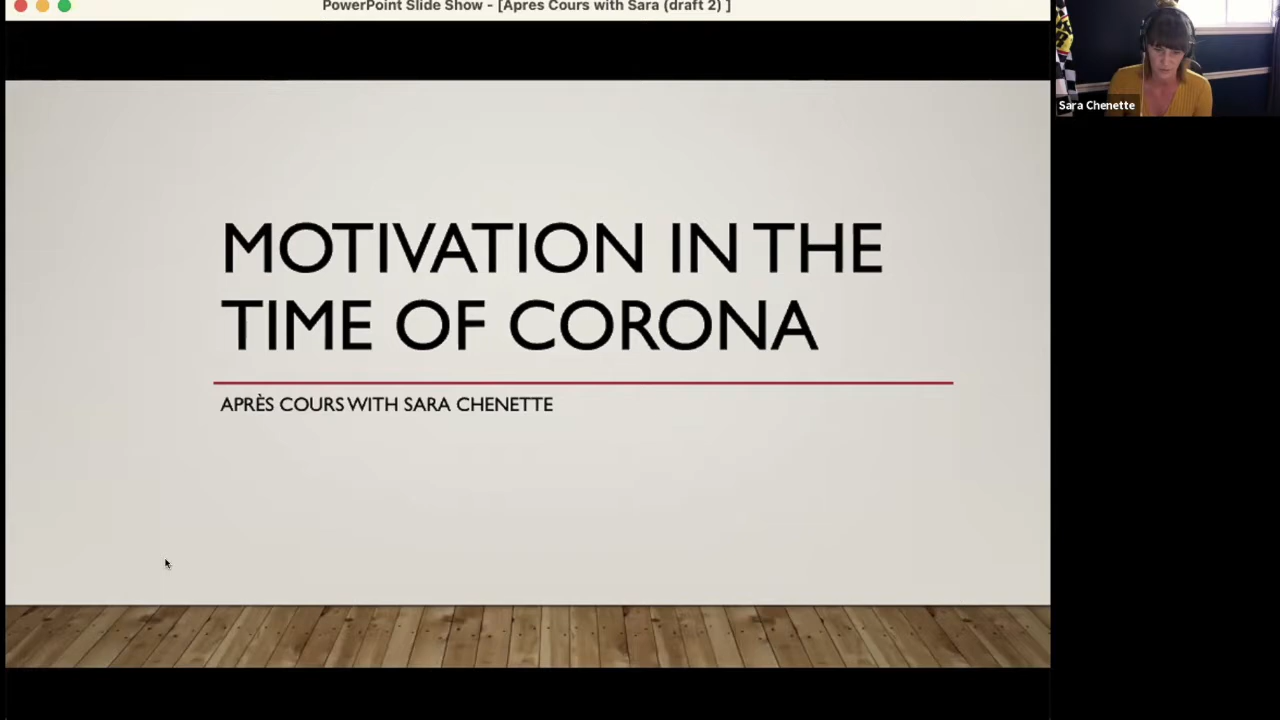 PowerPoint Slide Show - [Apres Cours with Sara (draft 2) ]
Sara Chenette
MOTIVATION IN THE
TIME OF CORONA
APRÈS COURS WITH SARA CHENETTE